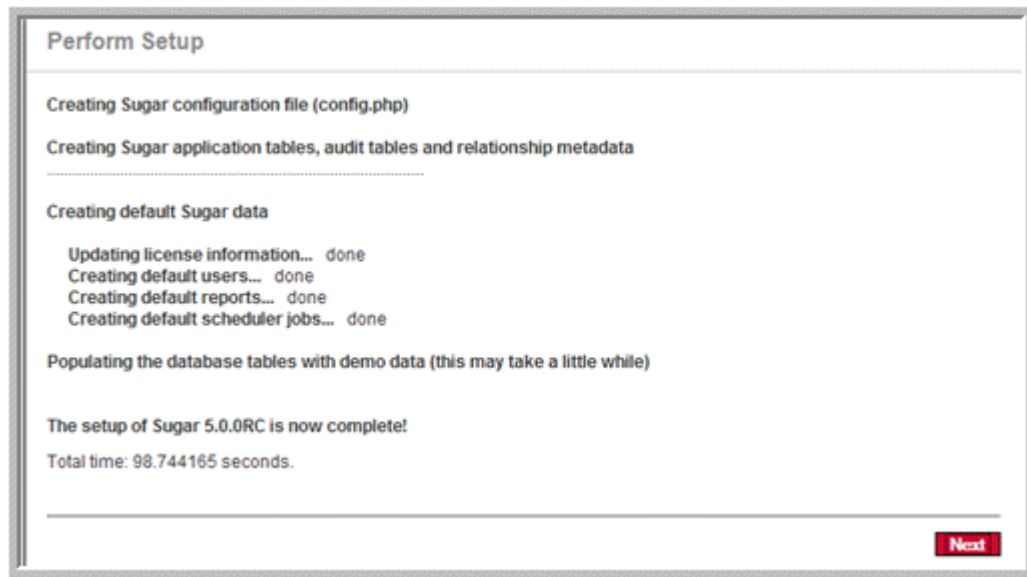 Perform Setup
Creating Sugar configuration file (config.php)
Creating Sugar application tables, audit tables and relationship metadata
Creating default Sugar data
Updating license information... done
Creating default users... done
Creating default reports... done
Creating default scheduler jobs... done
Populating the database tables with demo data (this may take a little while)
The setup of Sugar 5.0.0RC is now complete!
Total time: 98.744165 seconds.
Next